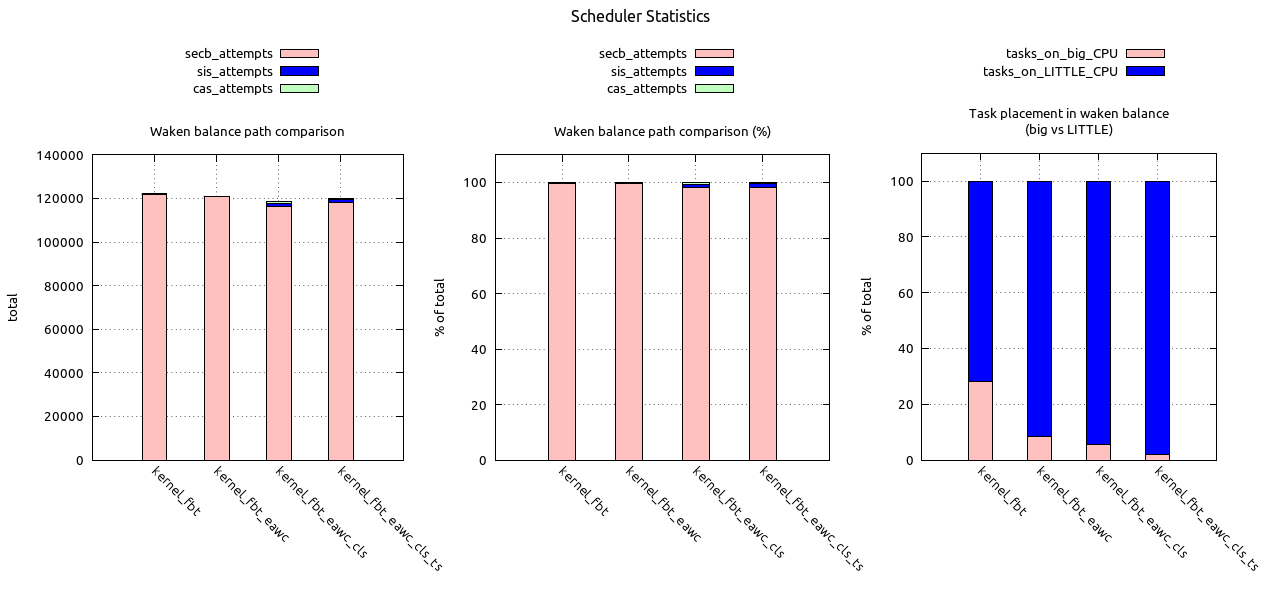 Scheduler Statistics
secb_attempts
sis_attempts
cas_attempts
Waken balance path comparison
140000
120000
100000
80000
60000
40000
20000
0
total
kernel_fbt
kernel_fbt_eawc
kernel_fbt_eawc_cls
kernel_fbt_eawc_cls_ts
secb_attempts
sis_attempts
cas_attempts
Waken balance path comparison (%)
100
80
60
40
20
0
% of total
kernel_fbt
kernel_fbt_eawc
kernel_fbt_eawc_cls
kernel_fbt_eawc_cls_ts
tasks_on_big_CPU
tasks_on_LITTLE_CPU
Task placement in waken balance
(big vs LITTLE)
100
80
60
40
20
0
% of total
kernel_fbt
kernel_fbt_eawc
kernel_fbt_eawc_cls
kernel_fbt_eawc_cls_ts